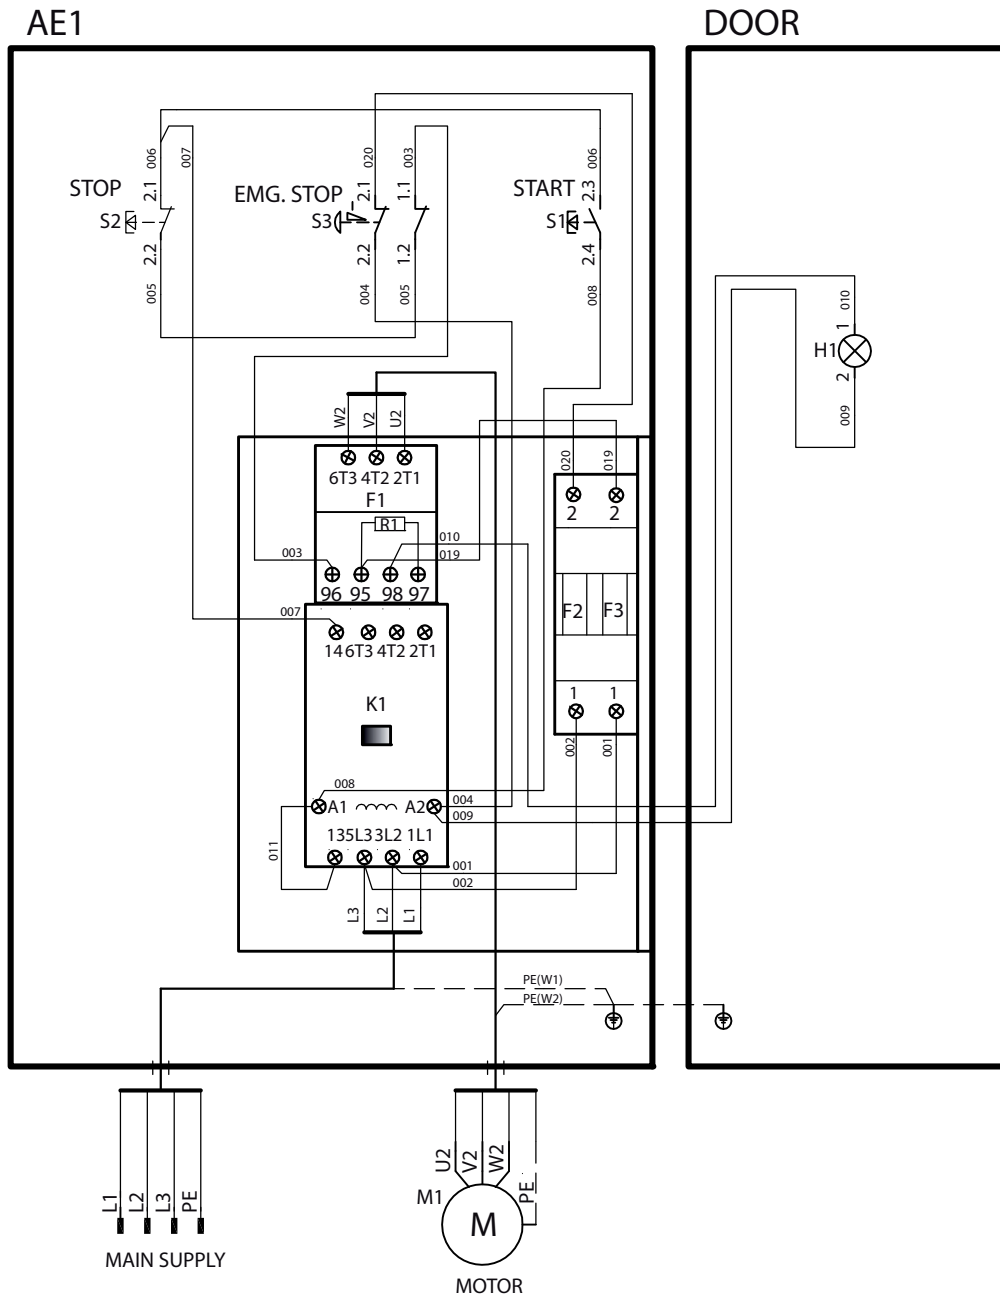 AE1
DOOR
006
007
020
003
006
STOP
2.1
EMG. STOP
2.1
1.1
START
2.3
S2
S3
S1
2.2
2.2
1.2
2.4
005
004
005
008
010
1
H1
2
009
W2
V2
U2
6T3 4T2 2T1
F1
020
019
2
2
R1
010
003
019
96 95 98 97
007
14 6T3 4T2 2T1
F2
F3
K1
1
1
002
001
008
A1
A2
004
009
13 5L3 3L2 1L1
011
001
002
L3
L2
L1
PE(W1)
PE(W2)
L1
L2
L3
PE
U2
V2
W2
PE
M1
M
MAIN SUPPLY
MOTOR